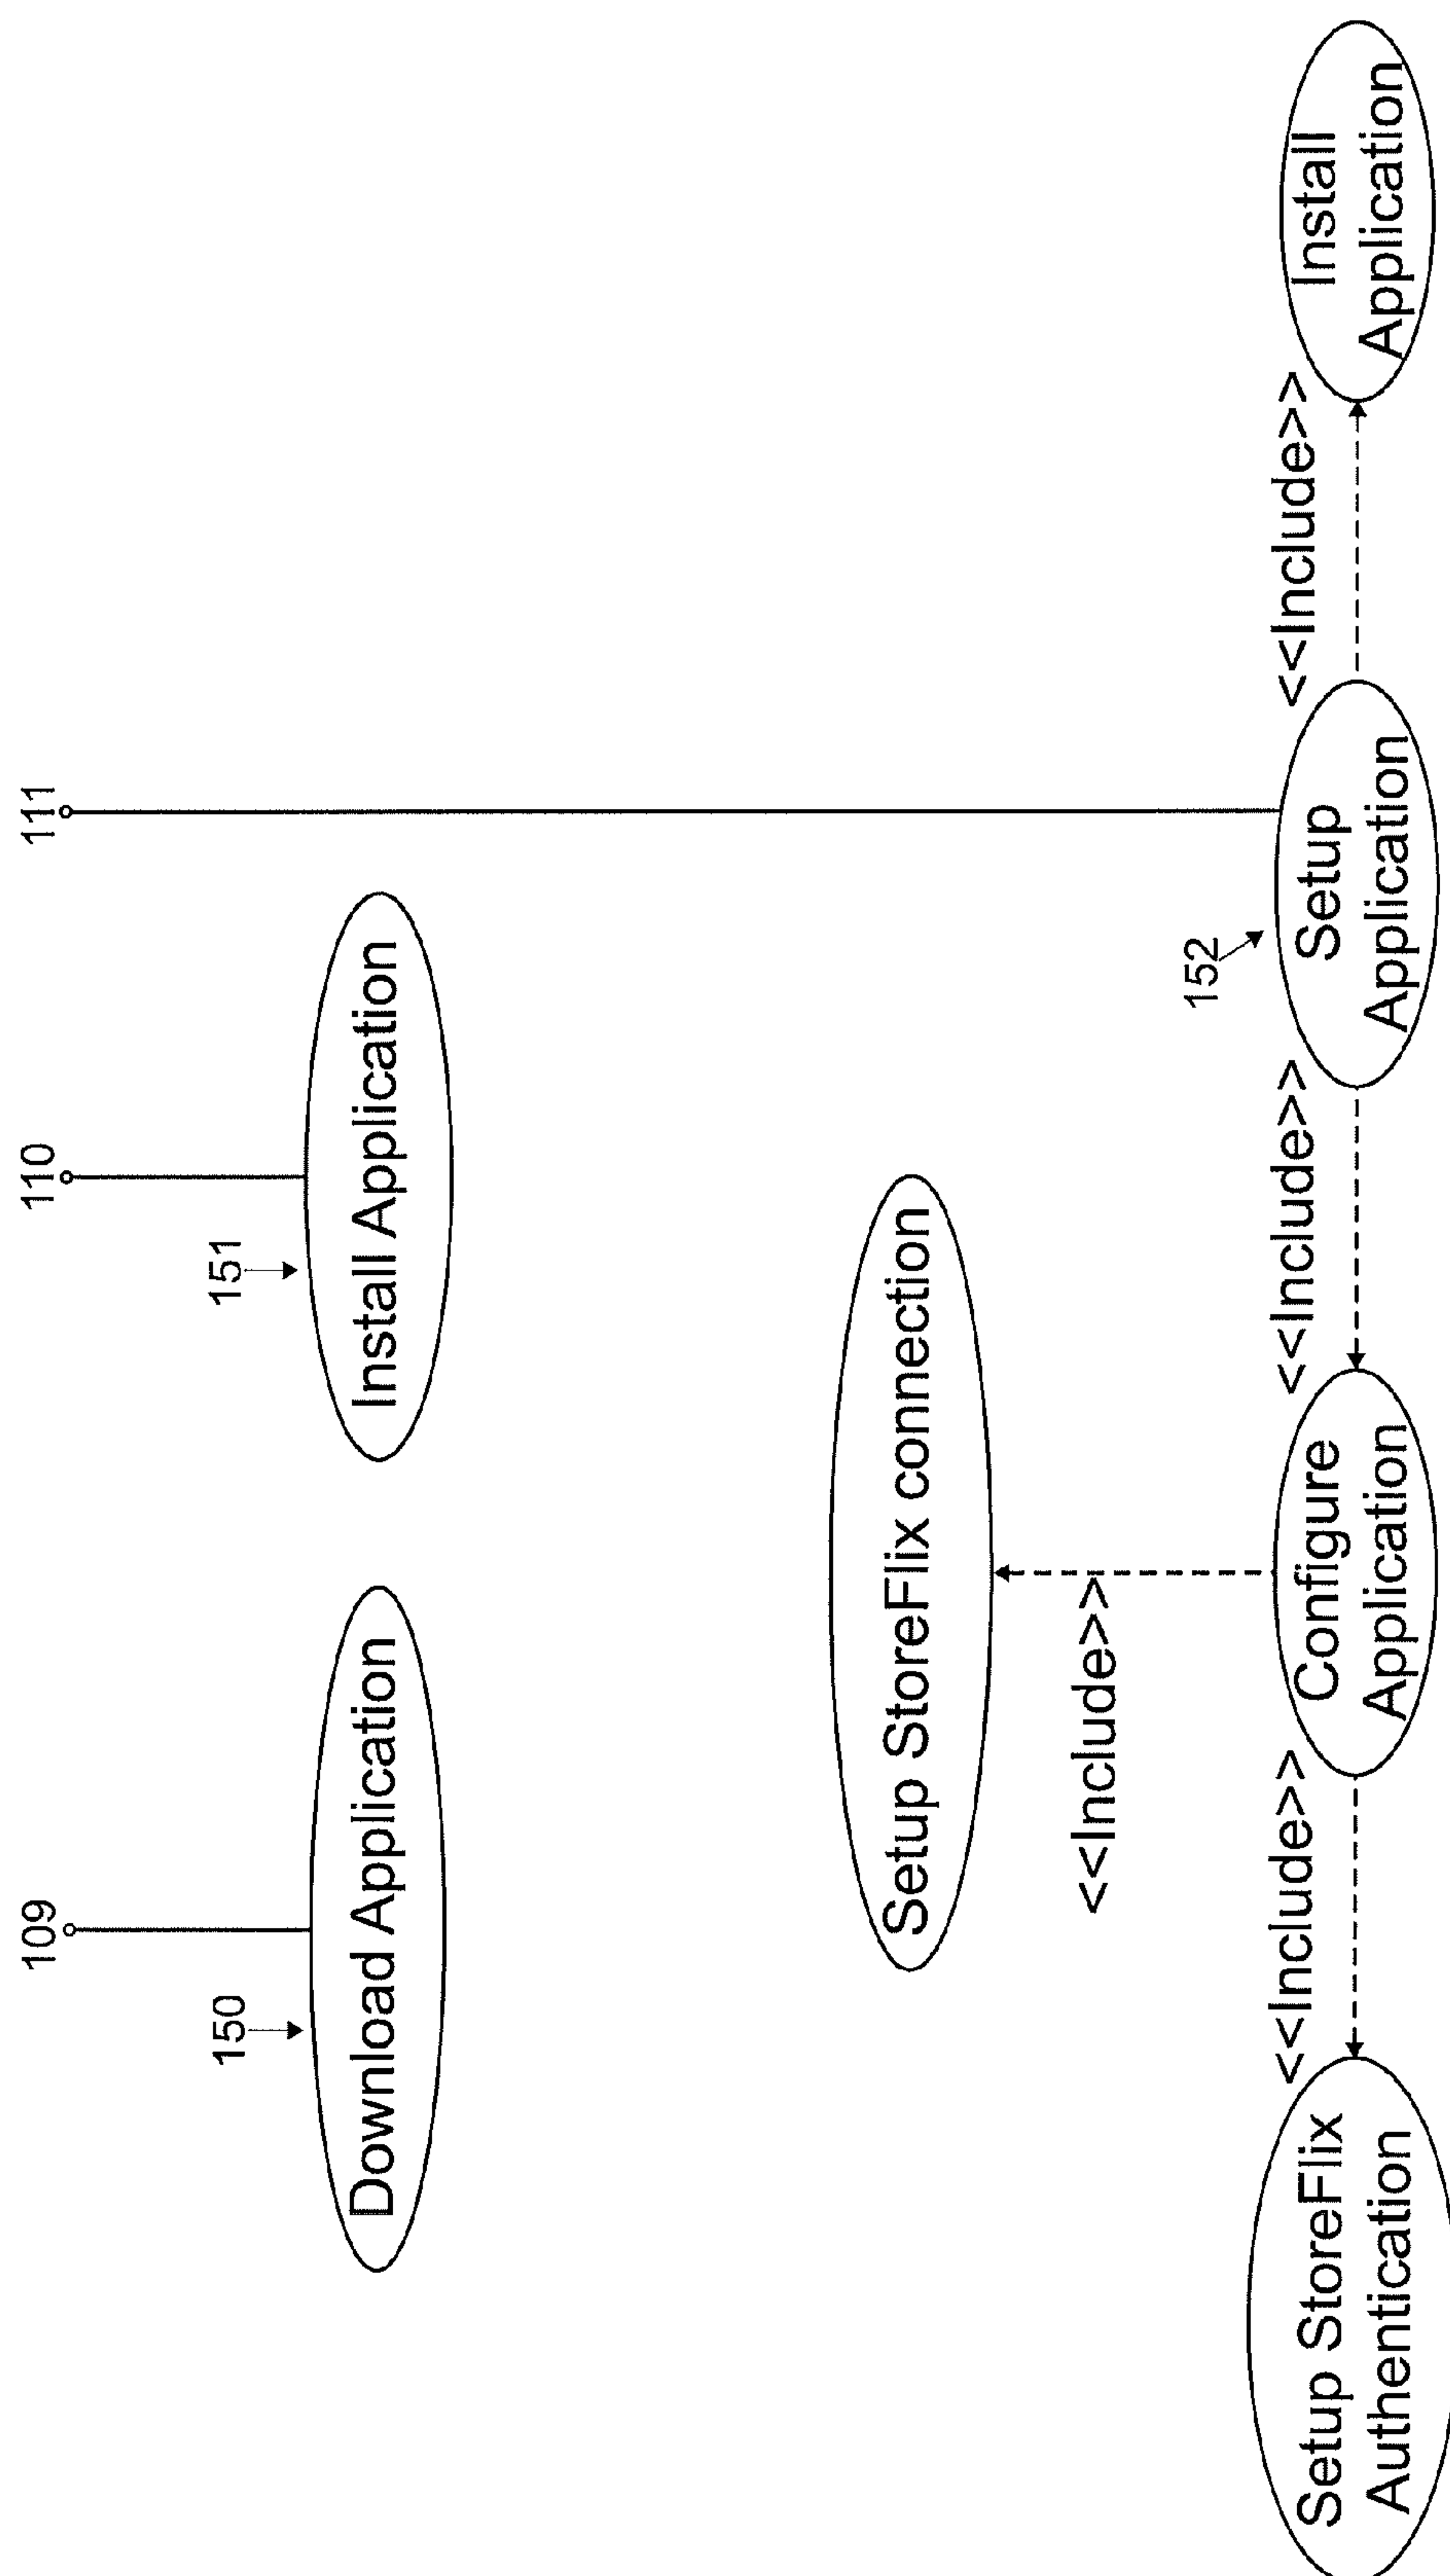 109
110
111
150
151
Download Application
Install Application
Setup StoreFlix connection
<<Include>>
152
<<Include>>
<<Include>>
<<Include>>
Setup StoreFlix
Authentication
Configure
Application
Setup
Application
Install
Application